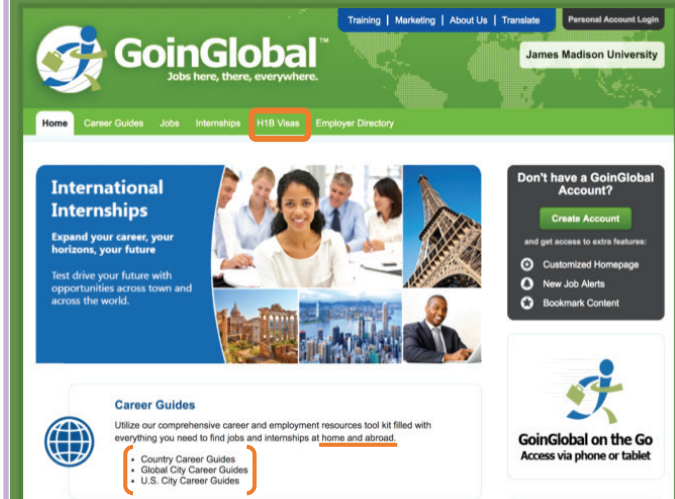 Training | Marketing | About Us | Translate
Personal Account Login
GoinGlobal™
Jobs here, there, everywhere.
James Madison University
Home Career Guides Jobs Internships H1B Visas Employer Directory
International
Internships
Expand your career, your
horizons, your future
Test drive your future with
opportunities across town and
across the world.
Don't have a GoinGlobal
Account?
Create Account
and get access to extra features:
Customized Homepage
New Job Alerts
Bookmark Content
Career Guides
Utilize our comprehensive career and employment resources tool kit filled with
everything you need to find jobs and internships at home and abroad.
• Country Career Guides
• Global City Career Guides
• U.S. City Career Guides
GoinGlobal on the Go
Access via phone or tablet